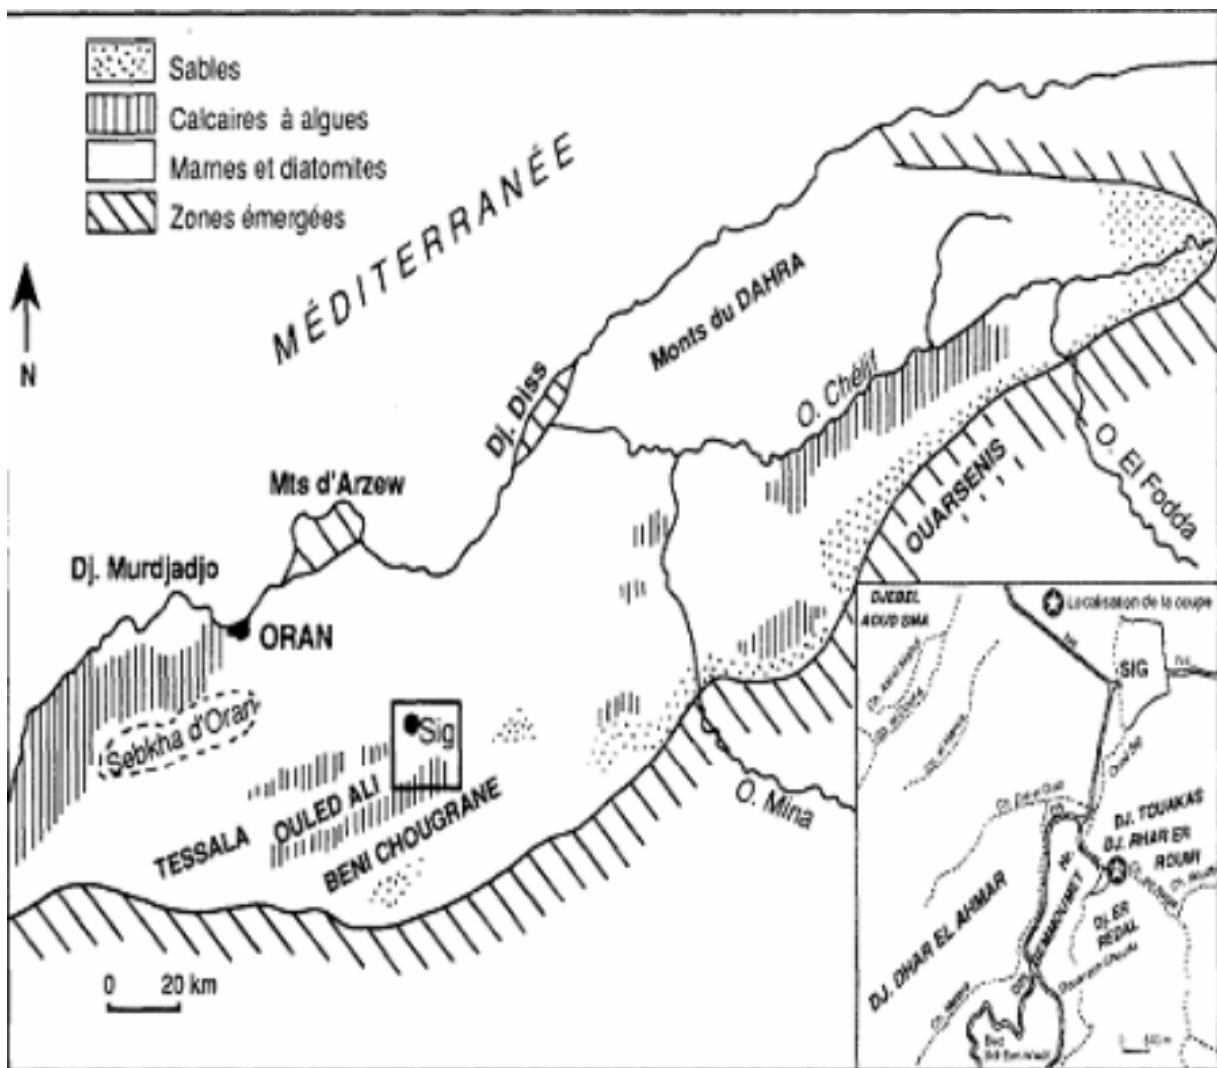 Sables
Calcaires à algues
Marnes et diatomites
Zones émergées
MÉDITERRANÉE
N
Monts du DAHRA
Dj. Diss
O. Chélif
Mts d'Arzew
OUARSENIS
O. El Fodda
Dj. Murdjadjo
ORAN
Sebkha d'Oran
Sig
O. Mina
TESSALA
OULED ALI
BENI CHOUGRANE
0 20 km
DJEBEL
Localisation de la coupe
SIG
DJ. TOUAKAS
DJ. RHAR ER
ROUMI
DJ. DHAR EL AHMAR
DJ. ER
REDAL